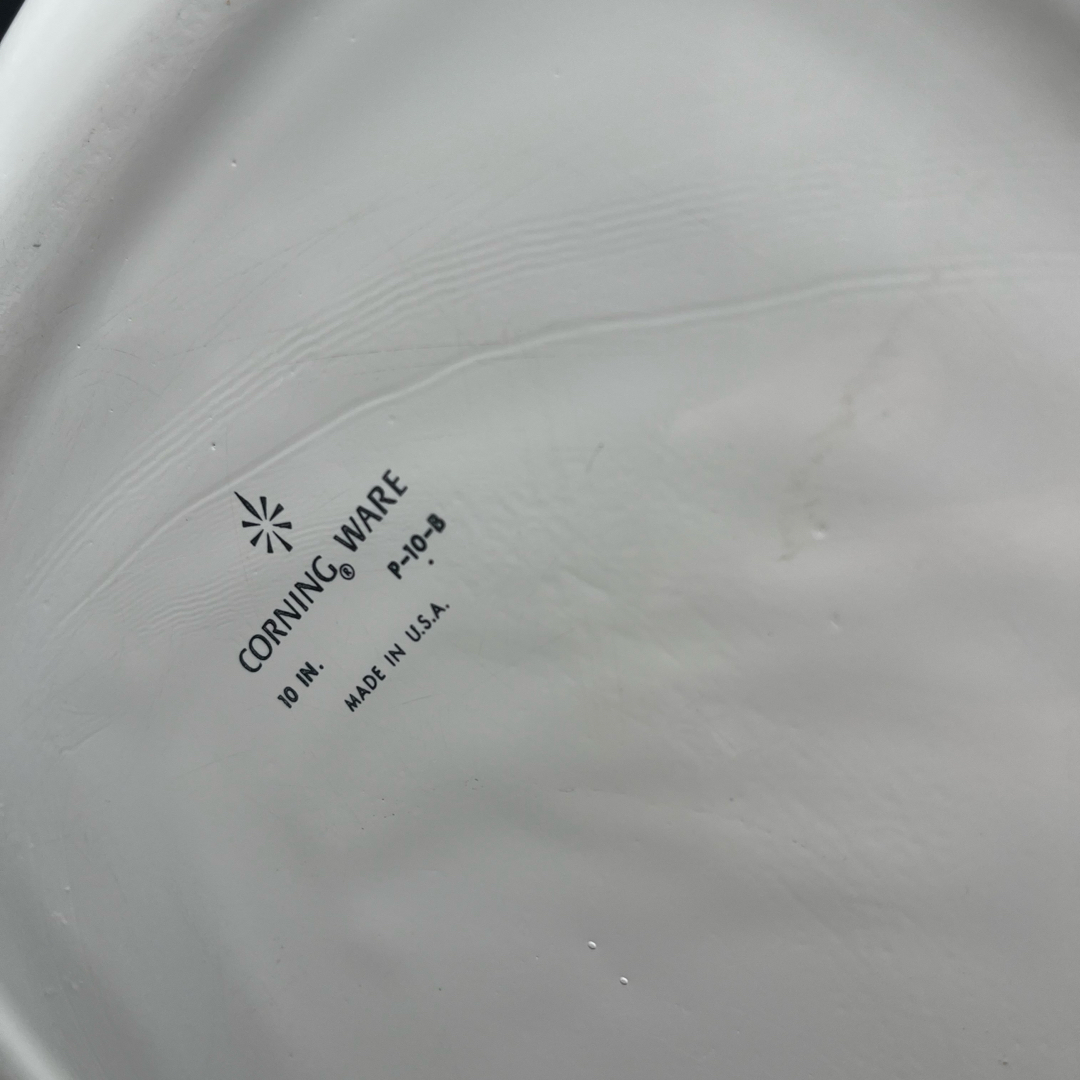 CORNING® WARE
10 IN. P-10-B
MADE IN U.S.A.